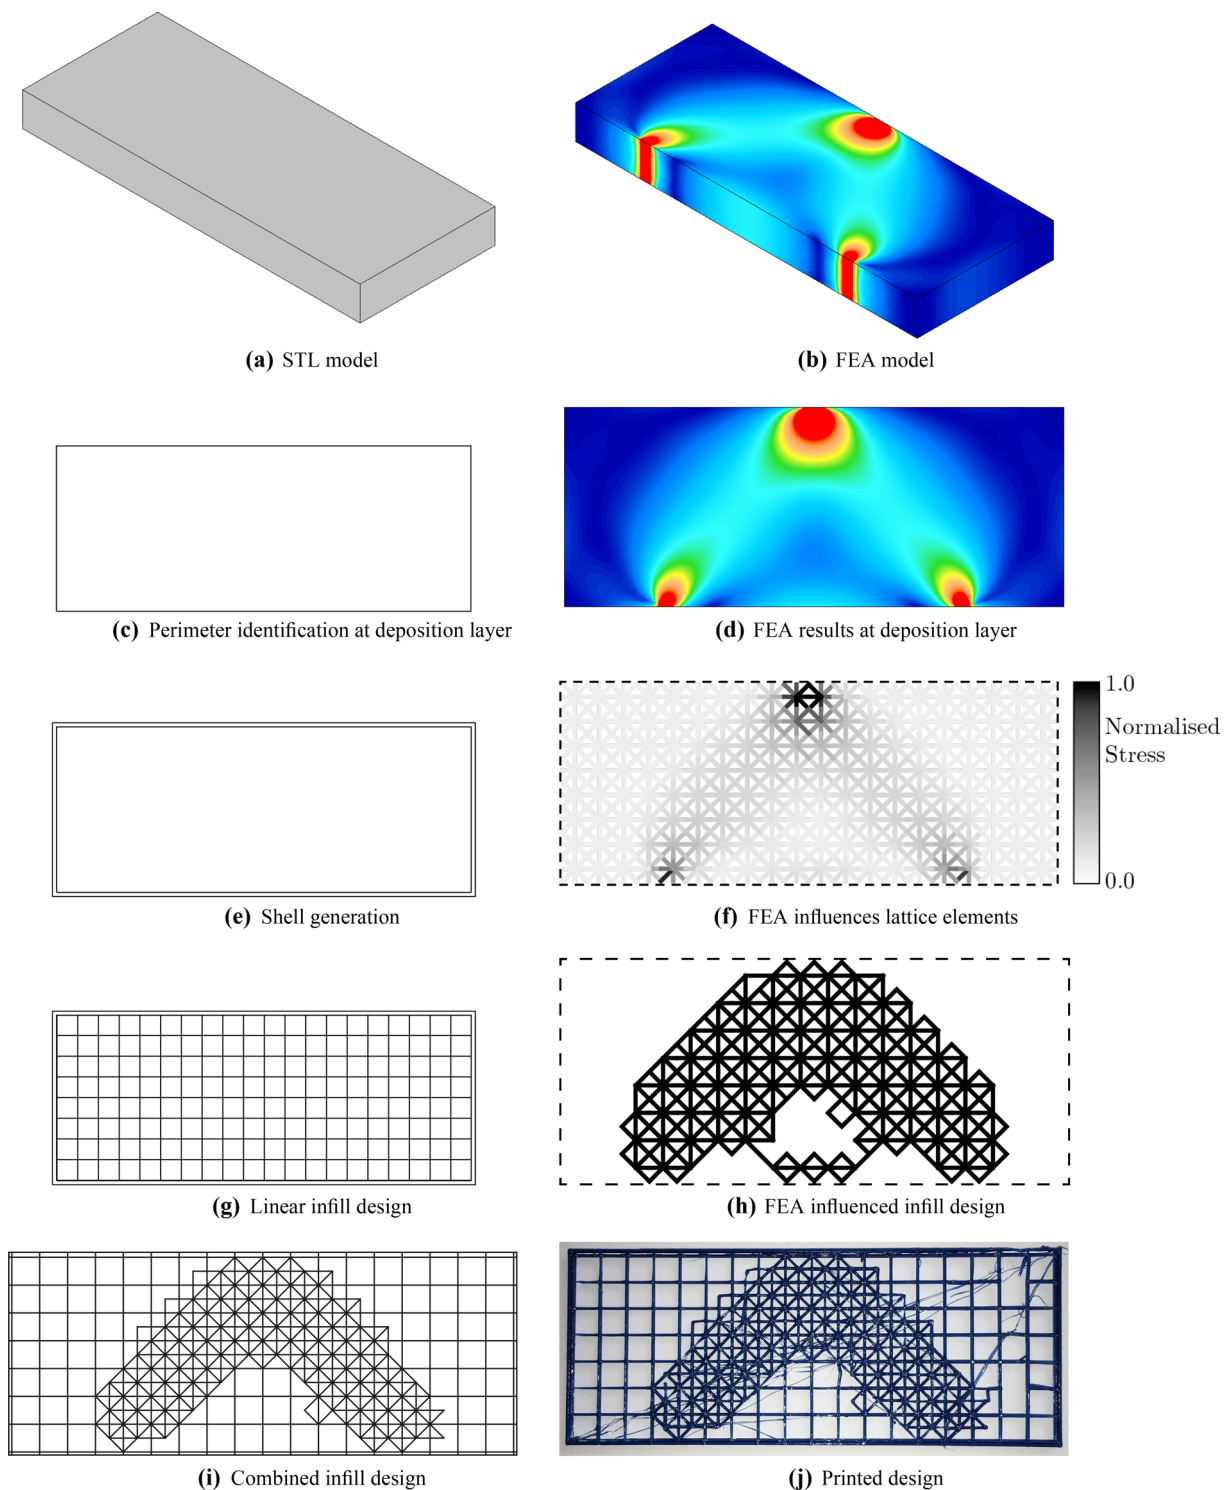 (a) STL model
(b) FEA model
(c) Perimeter identification at deposition layer
(d) FEA results at deposition layer
1.0
Normalised
Stress
0.0
(e) Shell generation
(f) FEA influences lattice elements
(g) Linear infill design
(h) FEA influenced infill design
(i) Combined infill design
(j) Printed design